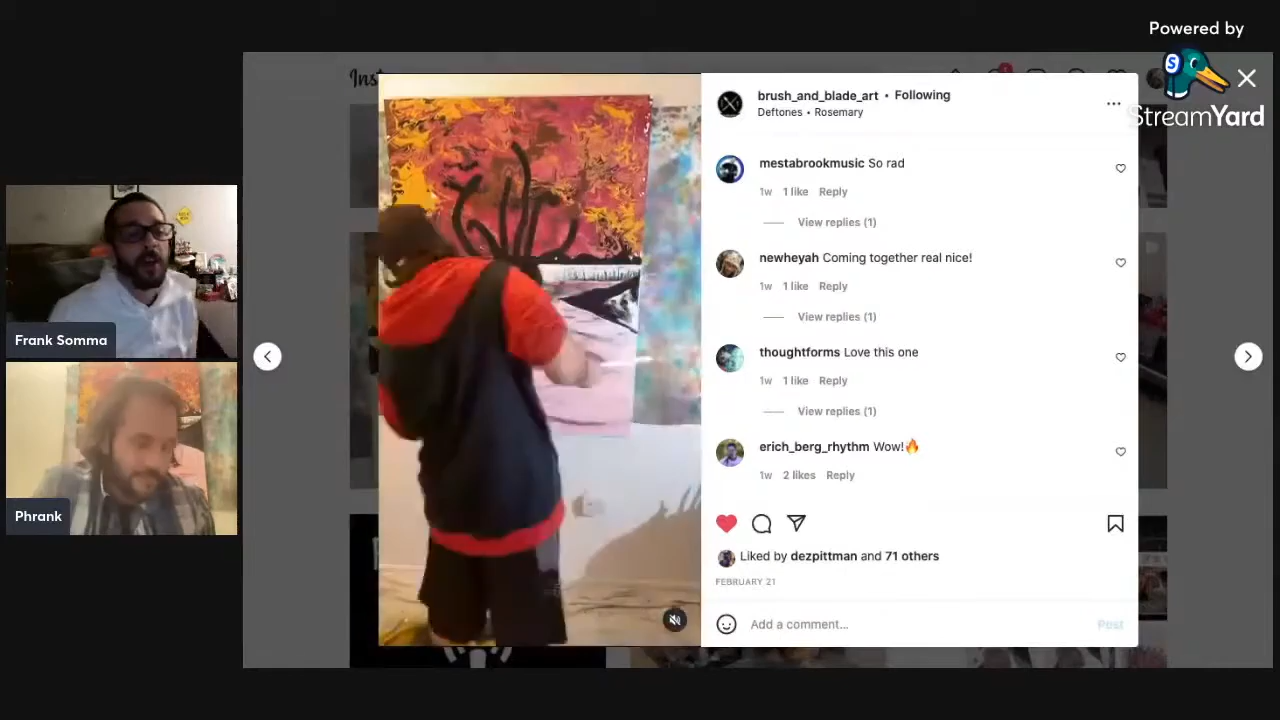 Powered by
StreamYard
Ins
brush_and_blade_art • Following
Deftones • Rosemary
mestabrookmusic So rad
1w 1 like Reply
View replies (1)
newheyah Coming together real nice!
1w 1 like Reply
View replies (1)
thoughtforms Love this one
1w 1 like Reply
View replies (1)
erich_berg_rhythm Wow!🔥
1w 2 likes Reply
Liked by dezpittman and 71 others
FEBRUARY 21
Add a comment...
Post
Frank Somma
Phrank